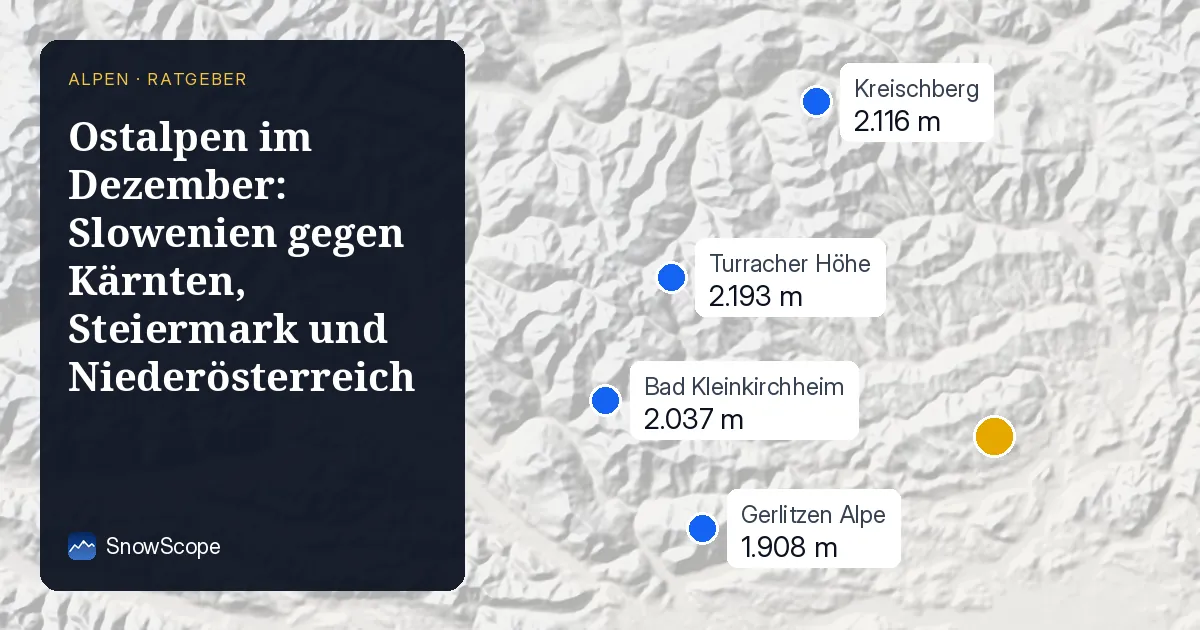 ALPEN · RATGEBER
Ostalpen im
Dezember:
Slowenien gegen
Kärnten,
Steiermark und
Niederösterreich
SnowScope
Kreischberg
2.116 m
Turracher Höhe
2.193 m
Bad Kleinkirchheim
2.037 m
Gerlitzen Alpe
1.908 m